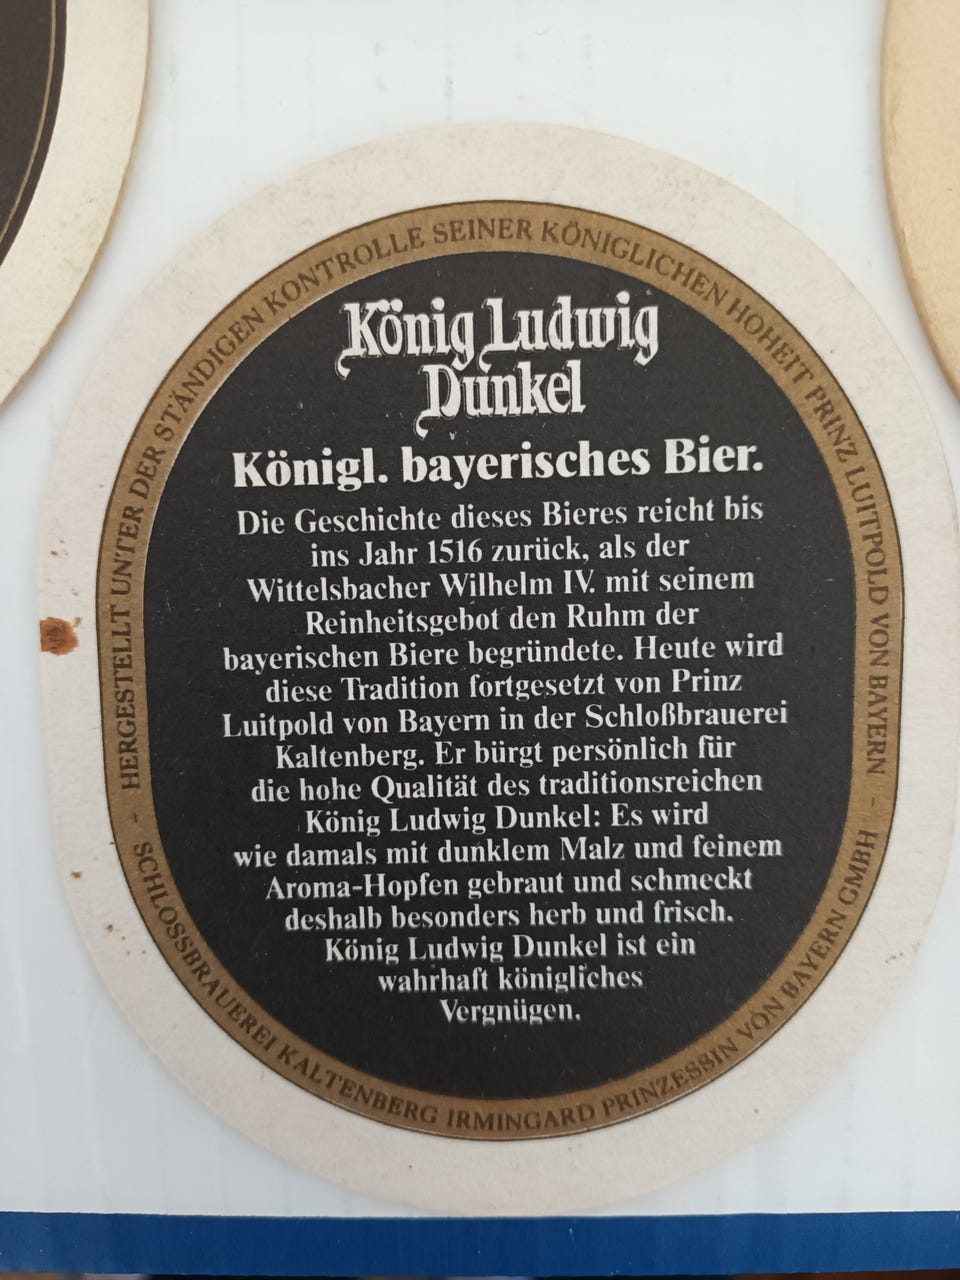 HERGESTELLT UNTER DER STÄNDIGEN KONTROLLE SEINER KÖNIGLICHEN HOHEIT PRINZ LUITPOLD VON BAYERN -
König Ludwig
Dunkel
Königl. bayerisches Bier.
Die Geschichte dieses Bieres reicht bis
ins Jahr 1516 zurück, als der
Wittelsbacher Wilhelm IV. mit seinem
Reinheitsgebot den Ruhm der
bayerischen Biere begründete. Heute wird
diese Tradition fortgesetzt von Prinz
Luitpold von Bayern in der Schloßbrauerei
Kaltenberg. Er bürgt persönlich für
die hohe Qualität des traditionsreichen
König Ludwig Dunkel: Es wird
wie damals mit dunklem Malz und feinem
Aroma-Hopfen gebraut und schmeckt
deshalb besonders herb und frisch.
König Ludwig Dunkel ist ein
wahrhaft königliches
Vergnügen.
SCHLOSSBRAUEREI KALTENBERG IRMINGARD PRINZESSIN VON BAYERN GMBH -